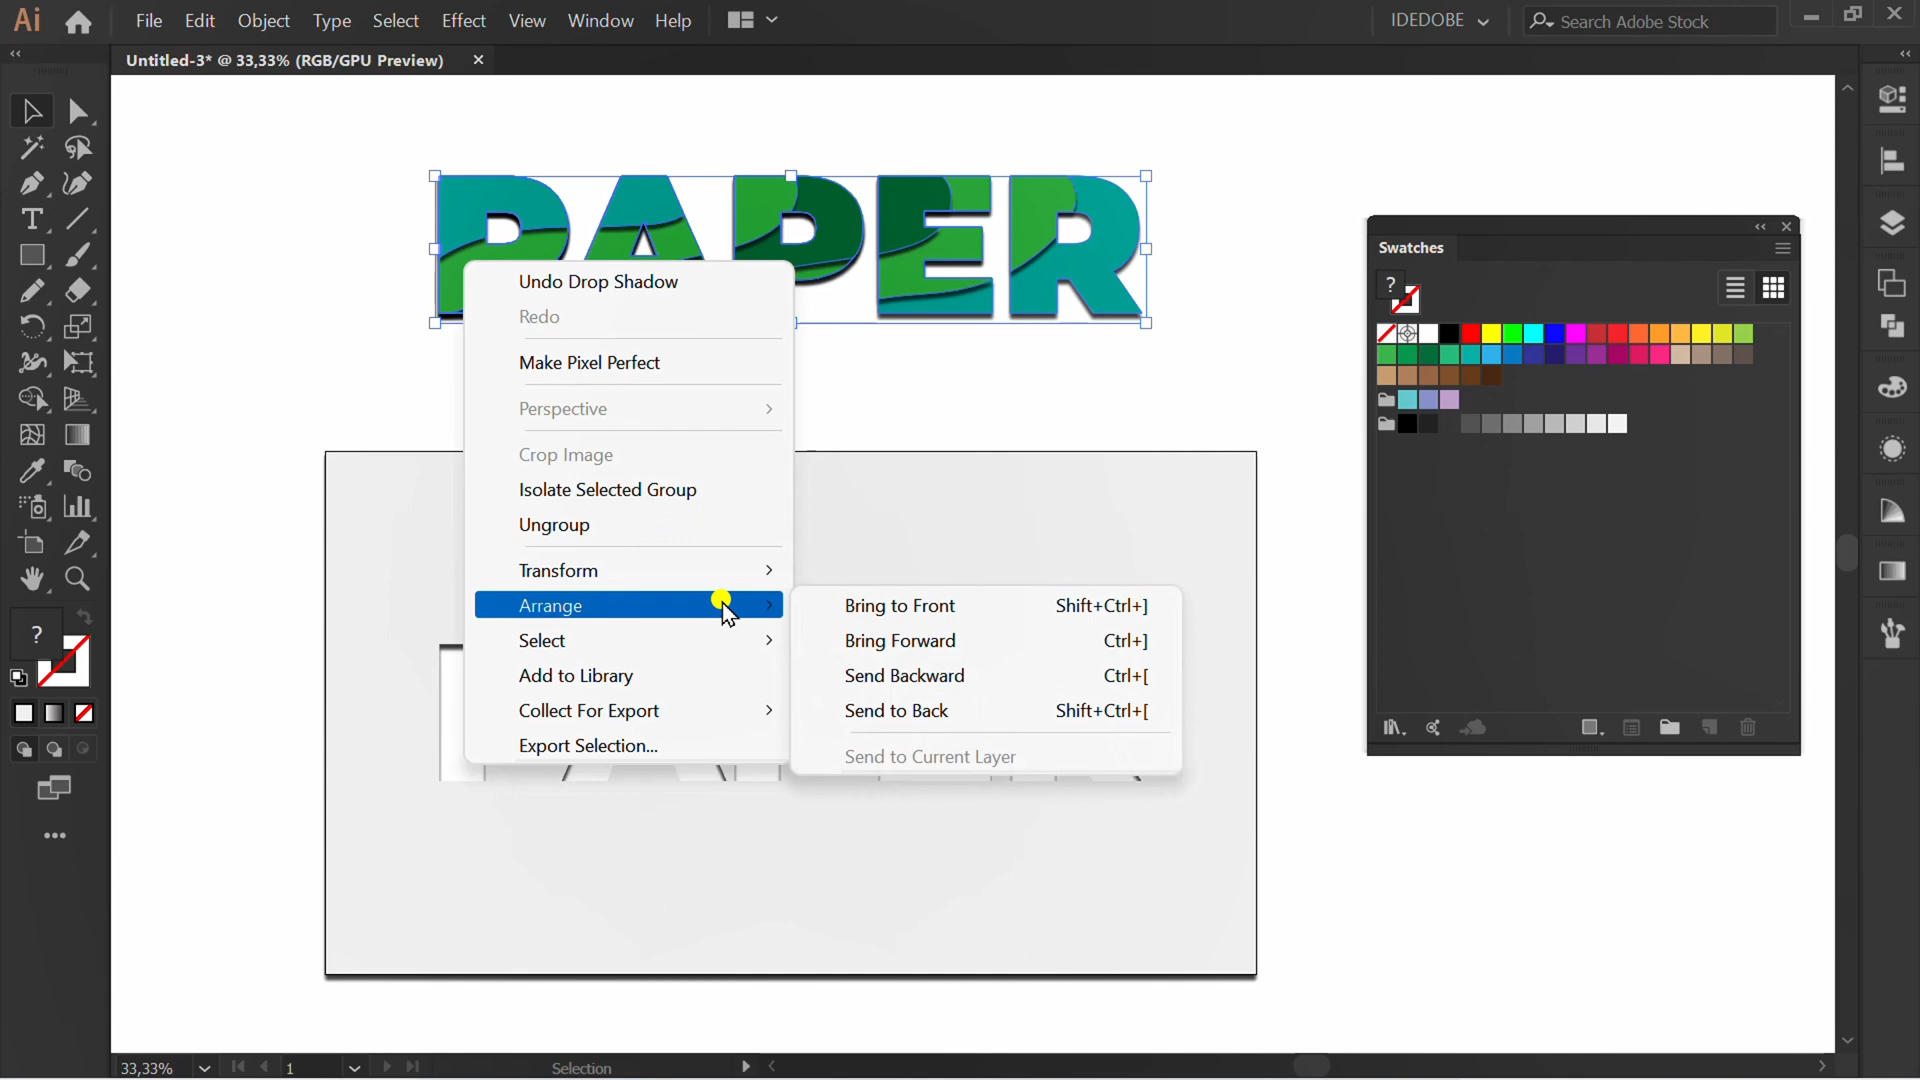 Ai File Edit Object Type Select Effect View Window Help IDEDOBE Search Adobe Stock
Untitled-3* @ 33,33% (RGB/GPU Preview)
PAPER
Swatches
?
Undo Drop Shadow
Redo
Make Pixel Perfect
Perspective
Crop Image
Isolate Selected Group
Ungroup
Transform
Arrange
Select
Add to Library
Collect For Export
Export Selection...
Bring to Front Shift+Ctrl+]
Bring Forward Ctrl+]
Send Backward Ctrl+[
Send to Back Shift+Ctrl+[
Send to Current Layer
?
33,33% 1 Selection